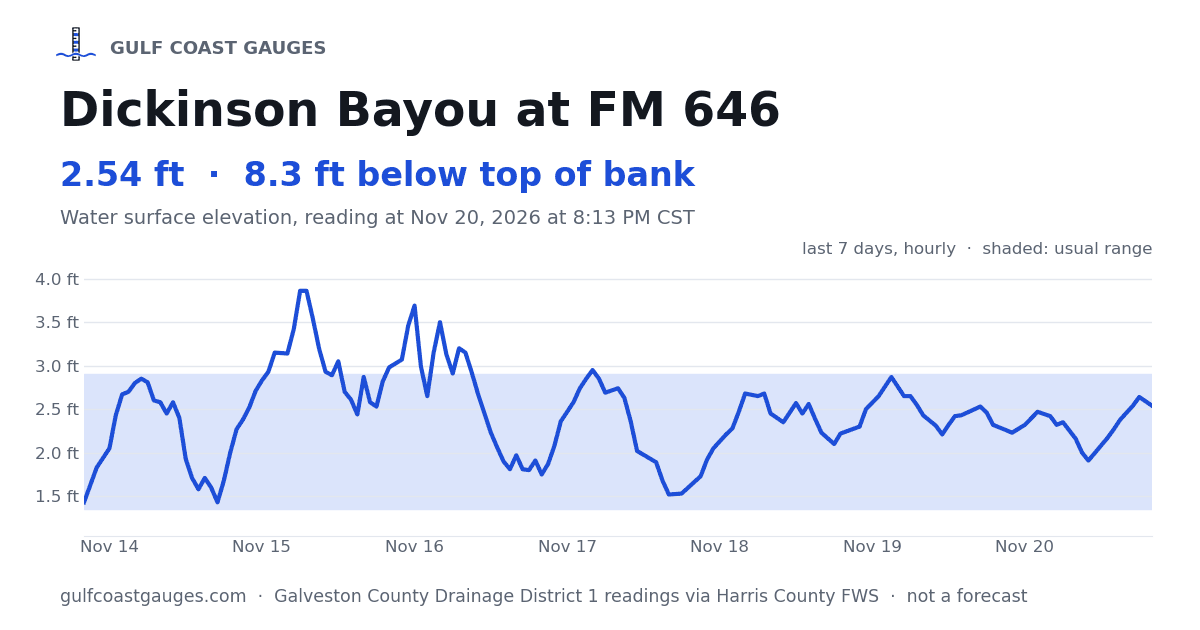 GULF COAST GAUGES
Dickinson Bayou at FM 646
2.54 ft · 8.3 ft below top of bank
Water surface elevation, reading at Nov 20, 2026 at 8:13 PM CST
last 7 days, hourly · shaded: usual range
4.0 ft
3.5 ft
3.0 ft
2.5 ft
2.0 ft
1.5 ft
Nov 14 Nov 15 Nov 16 Nov 17 Nov 18 Nov 19 Nov 20
gulfcoastgauges.com · Galveston County Drainage District 1 readings via Harris County FWS · not a forecast